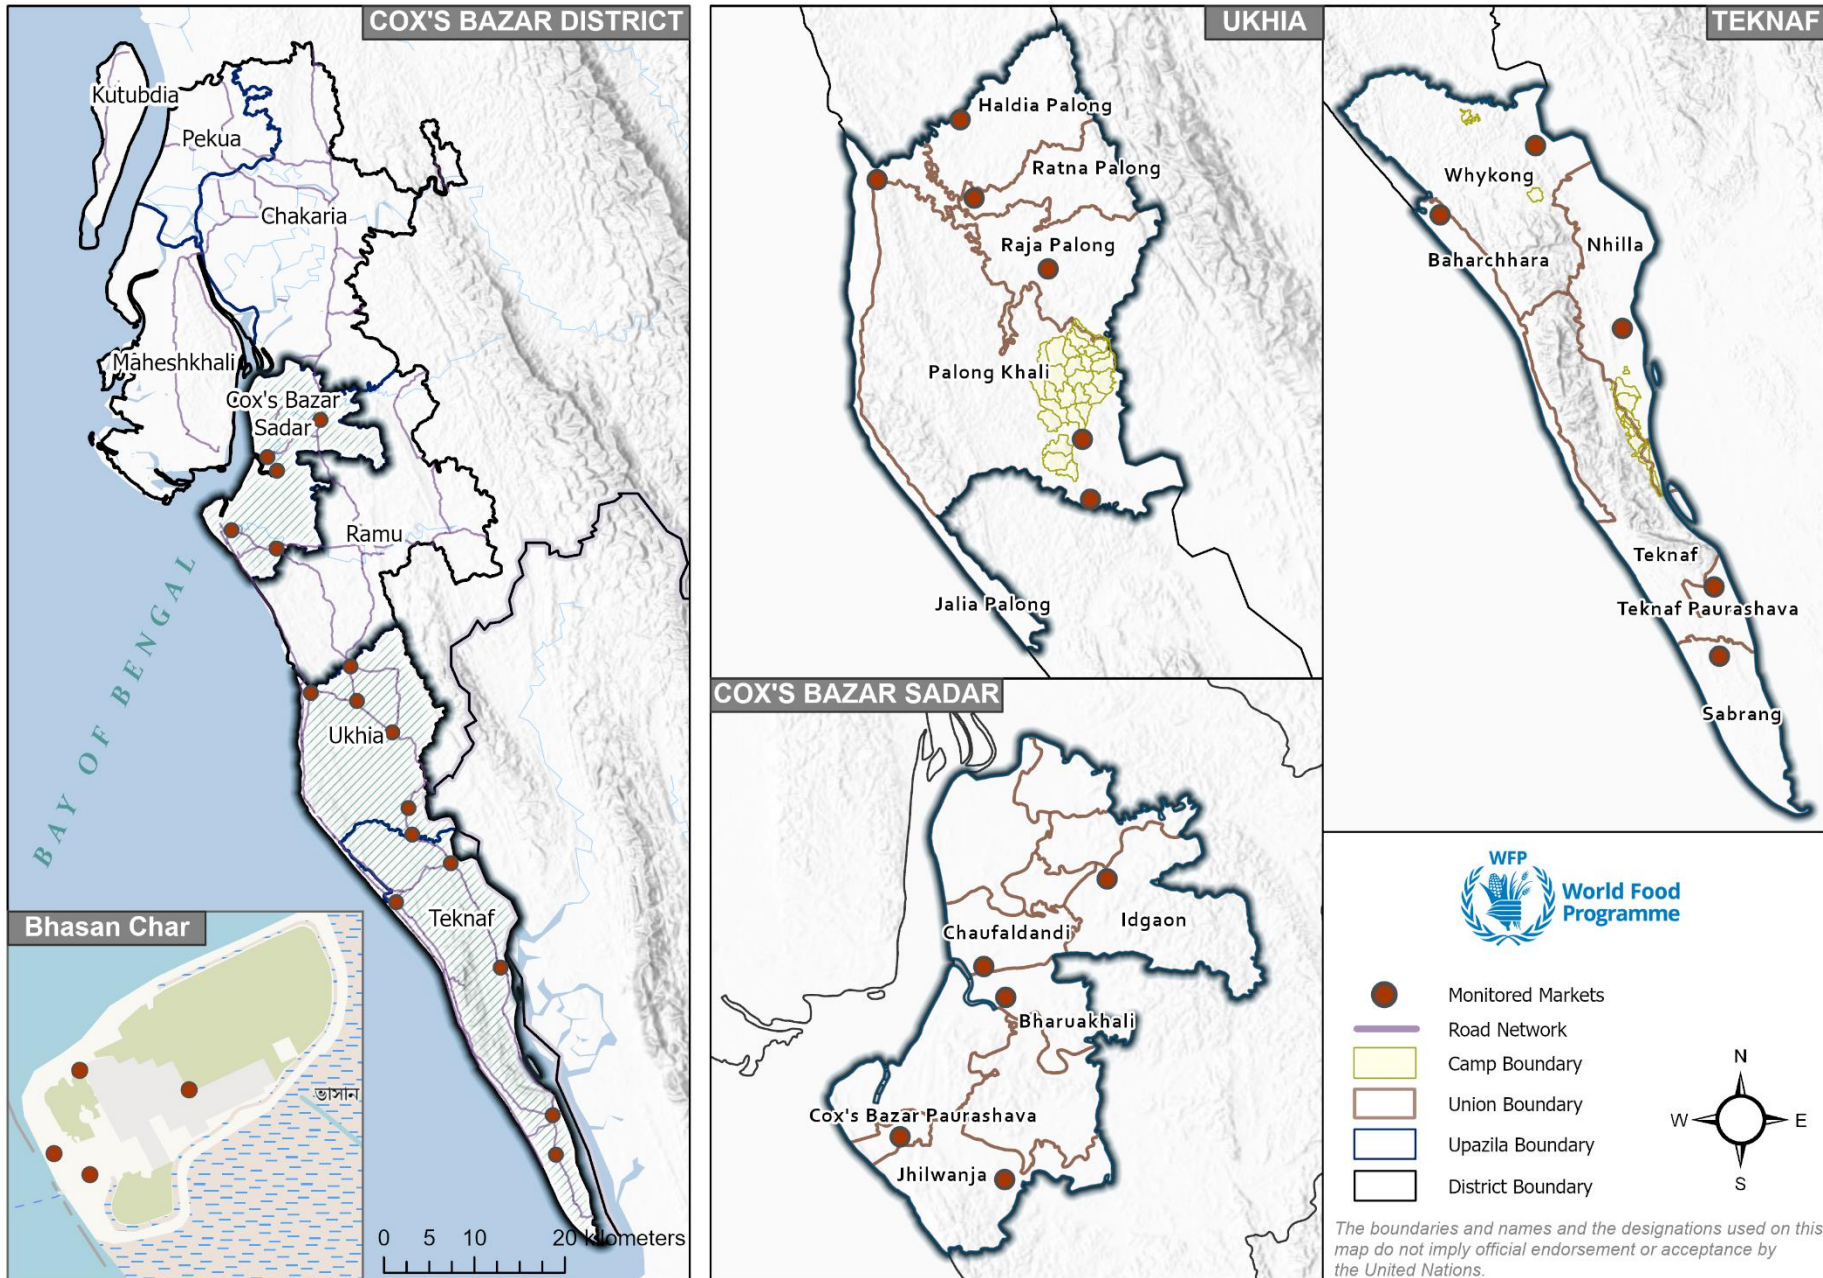 COX'S BAZAR DISTRICT
Kutubdia
Pekua
Chakaria
Maheshkhali
Cox's Bazar
Sadar
Ramu
BAY OF BENGAL
Ukhia
Teknaf
0 5 10 20 kilometers
Bhasan Char
ভাসান
UKHIA
Haldia Palong
Ratna Palong
Raja Palong
Palong Khali
Jalia Palong
COX'S BAZAR SADAR
Chaufaldandi
Idgaon
Bharuakhali
Cox's Bazar Paurashava
Jhilwanja
TEKNAF
Whykong
Nhilla
Baharchhara
Teknaf
Teknaf Paurashava
Sabrang
WFP
World Food
Programme
Monitored Markets
Road Network
Camp Boundary
Union Boundary
Upazila Boundary
District Boundary
N
W E
S
The boundaries and names and the designations used on this
map do not imply official endorsement or acceptance by
the United Nations.